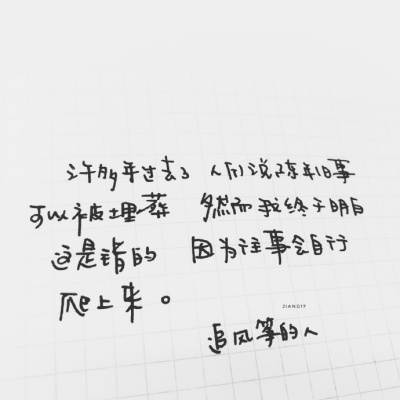 许多年过去了 人们说陈年旧事
可以被埋葬 然而我终于明白
这是错的 因为往事会自行
爬上来。
JIANGIY
追风筝的人